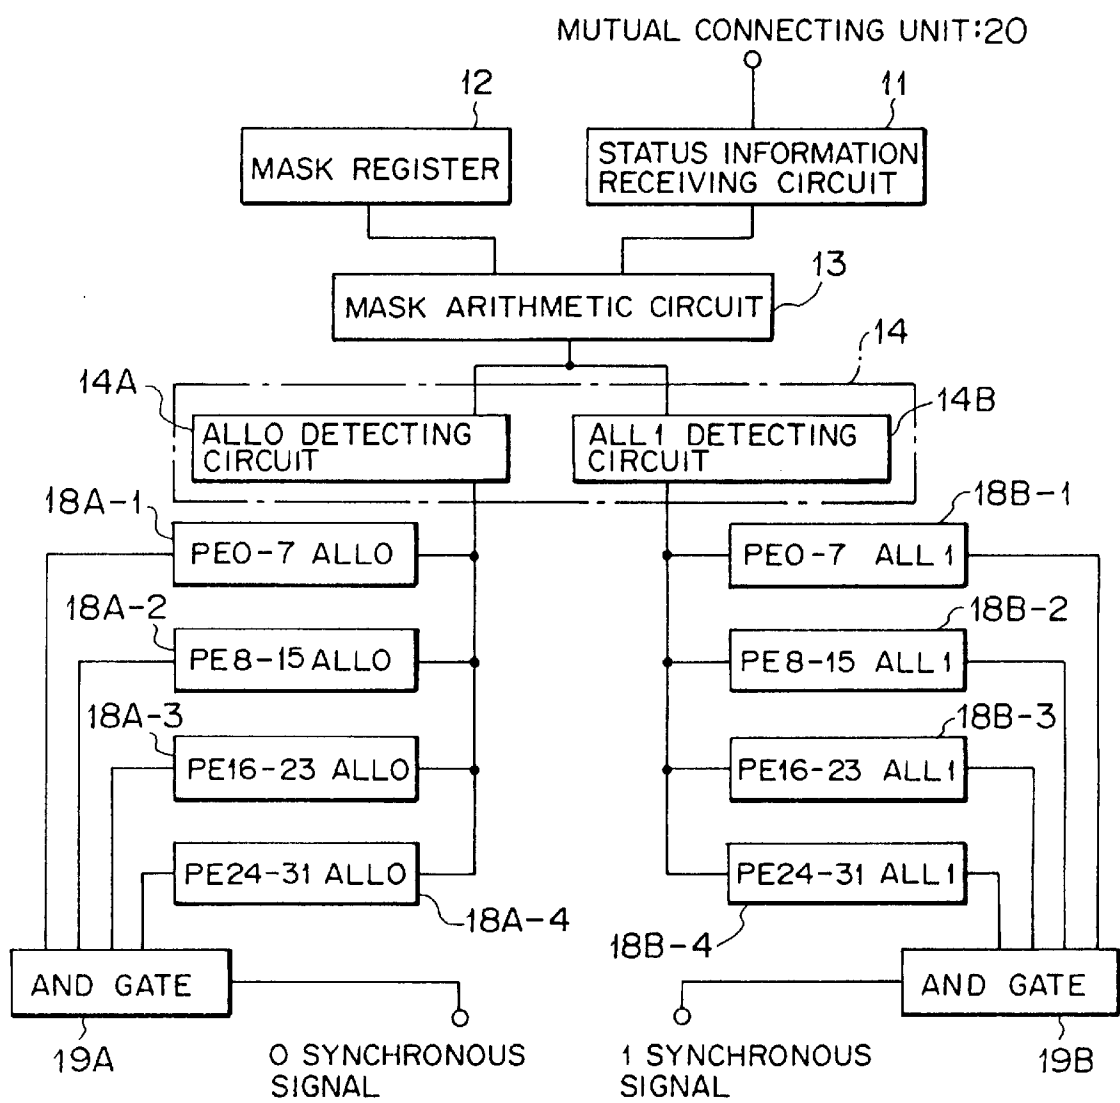 MUTUAL CONNECTING UNIT:20
12
11
MASK REGISTER
STATUS INFORMATION
RECEIVING CIRCUIT
13
MASK ARITHMETIC CIRCUIT
14
14A
14B
ALL0 DETECTING
CIRCUIT
ALL1 DETECTING
CIRCUIT
18A-1
18B-1
PE0-7 ALL0
PE0-7 ALL1
18A-2
18B-2
PE8-15 ALL0
PE8-15 ALL1
18A-3
18B-3
PE16-23 ALL0
PE16-23 ALL1
PE24-31 ALL0
PE24-31 ALL1
18A-4
18B-4
AND GATE
AND GATE
19A
19B
0 SYNCHRONOUS
SIGNAL
1 SYNCHRONOUS
SIGNAL